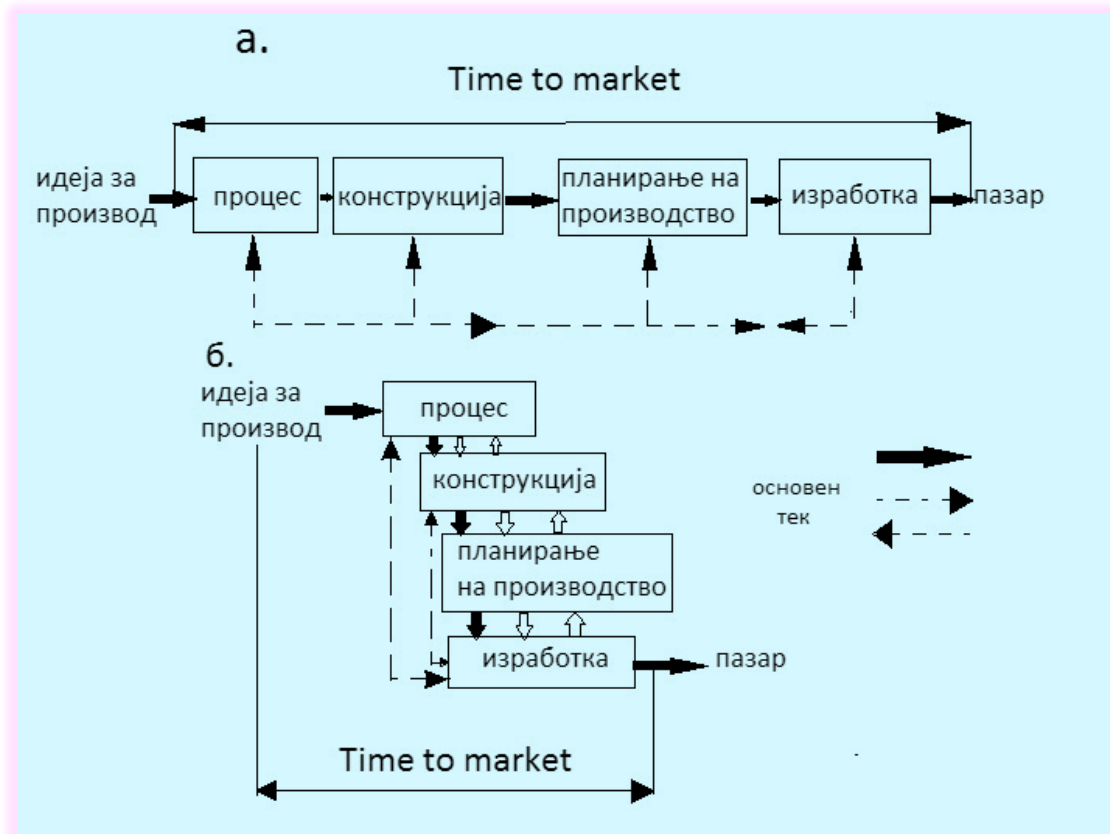 а.
Time to market
идеја за
производ
процес
конструкција
планирање на
производство
изработка
пазар
б.
идеја за
производ
процес
конструкција
основен
тек
планирање
на производство
изработка
пазар
Time to market